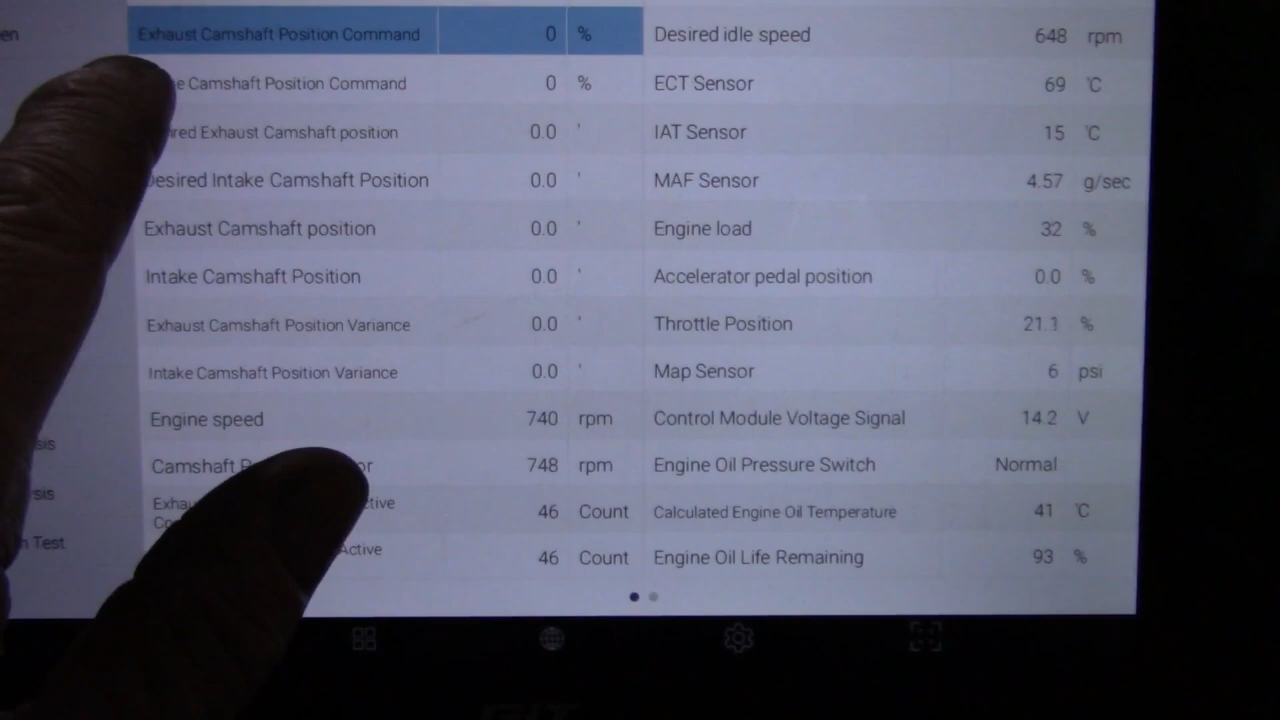 en
Exhaust Camshaft Position Command 0 % Desired idle speed 648 rpm
e Camshaft Position Command 0 % ECT Sensor 69 °C
ired Exhaust Camshaft position 0.0 ' IAT Sensor 15 °C
Desired Intake Camshaft Position 0.0 ' MAF Sensor 4.57 g/sec
Exhaust Camshaft position 0.0 ' Engine load 32 %
Intake Camshaft Position 0.0 ' Accelerator pedal position 0.0 %
Exhaust Camshaft Position Variance 0.0 ' Throttle Position 21.1 %
Intake Camshaft Position Variance 0.0 ' Map Sensor 6 psi
Engine speed 740 rpm Control Module Voltage Signal 14.2 V
sis
Camshaft P or 748 rpm Engine Oil Pressure Switch Normal
sis
Exhau ctive
Co 46 Count Calculated Engine Oil Temperature 41 °C
n Test
Active
46 Count Engine Oil Life Remaining 93 %